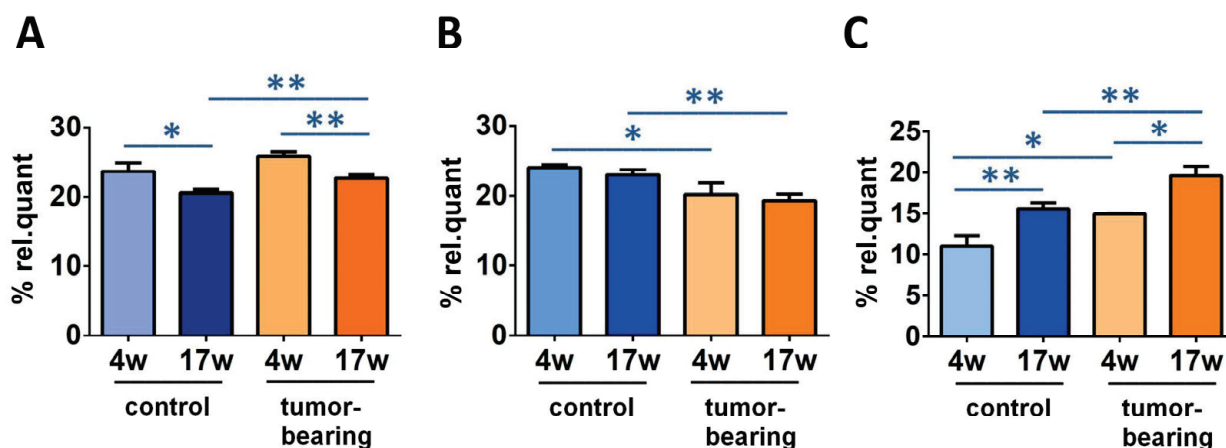 A
B
C
**
*
**
30
20
10
0
% rel.quant
4w 17w 4w 17w
control
tumor-
bearing
**
*
30
20
10
0
% rel.quant
4w 17w 4w 17w
control
tumor-
bearing
**
*
*
**
25
20
15
10
5
0
% rel.quant
4w 17w 4w 17w
control
tumor-
bearing